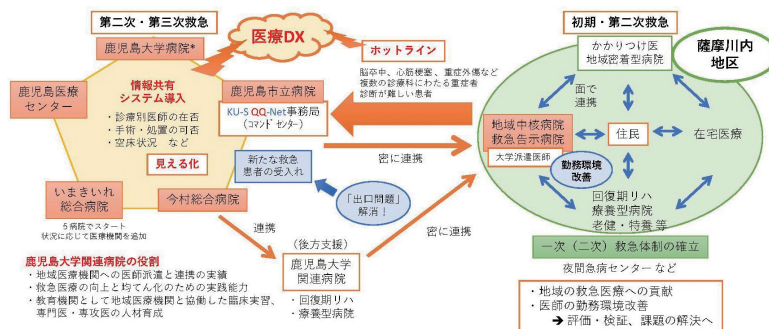 第二次・第三次救急
鹿児島大学病院*
医療DX
鹿児島医療
センター
情報共有
システム導入
・診療別医師の在否
・手術・処置の可否
・空床状況 など
見える化
鹿児島市立病院
KU-S QQ-Net事務局
(コマンドセンター)
新たな救急
患者の受入れ
いまきいれ
総合病院
今村総合病院
5病院でスタート
状況に応じて医療機関を追加
ホットライン
脳卒中、心筋梗塞、重症外傷など
複数の診療科にわたる重症者
診断が難しい患者
密に連携
「出口問題」
解消!
連携
密に連携
(後方支援)
鹿児島大学
関連病院
・回復期リハ
・療養型病院
鹿児島大学関連病院の役割
・地域医療機関への医師派遣と連携の実績
・救急医療の向上と均てん化のための実践能力
・教育機関として地域医療機関と協働した臨床実習、
専門医・専攻医の人材育成
初期・第二次救急
かかりつけ医
地域密着型病院
薩摩川内
地区
面で
連携
地域中核病院
救急告示病院
大学派遣医師
住民
在宅医療
勤務環境
改善
回復期リハ
療養型病院
老健・特養 等
一次(二次)救急体制の確立
夜間急病センター など
・地域の救急医療への貢献
・医師の勤務環境改善
➔ 評価・検証、課題の解決へ